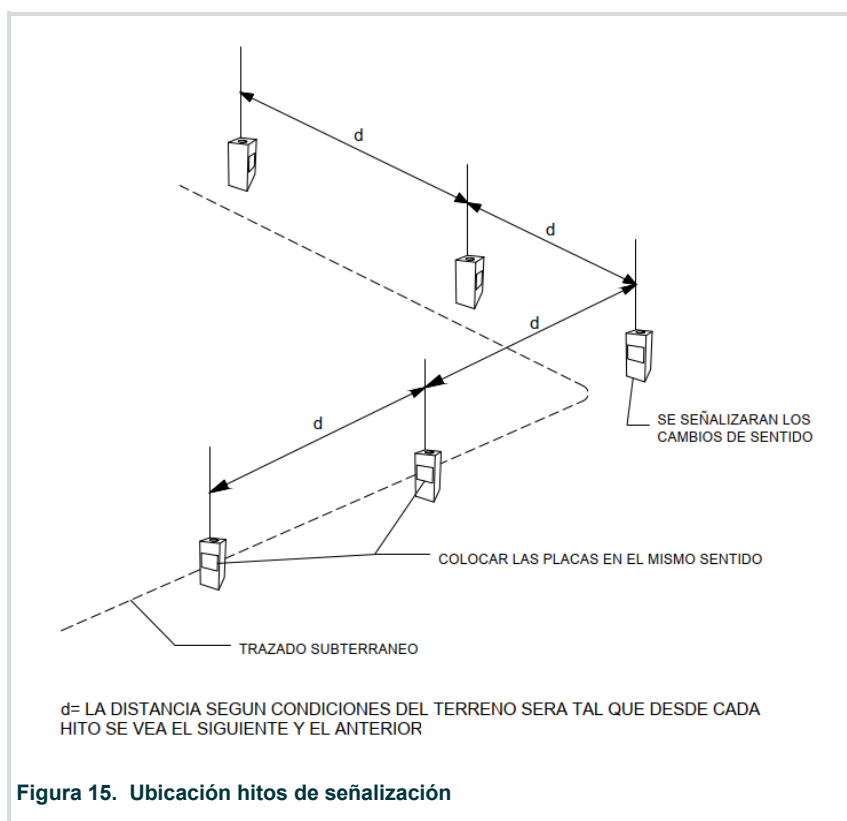 d
d
d
d
SE SEÑALIZARAN LOS
CAMBIOS DE SENTIDO
COLOCAR LAS PLACAS EN EL MISMO SENTIDO
TRAZADO SUBTERRANEO
d= LA DISTANCIA SEGUN CONDICIONES DEL TERRENO SERA TAL QUE DESDE CADA
HITO SE VEA EL SIGUIENTE Y EL ANTERIOR
Figura 15. Ubicación hitos de señalización